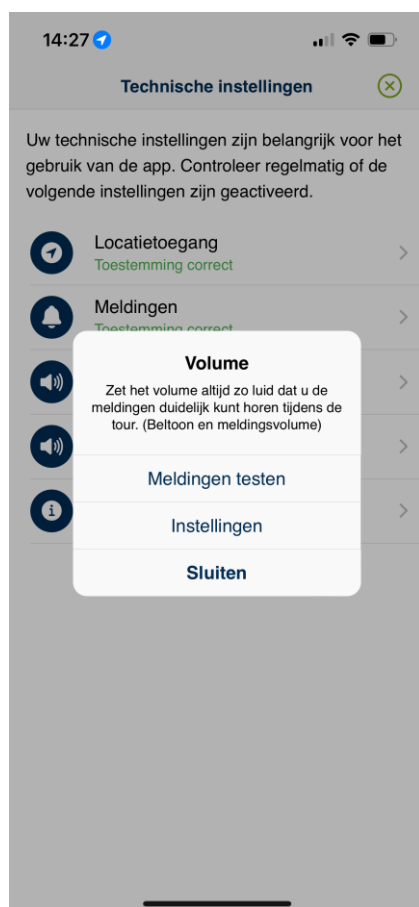 14:27
Technische instellingen
Uw technische instellingen zijn belangrijk voor het
gebruik van de app. Controleer regelmatig of de
volgende instellingen zijn geactiveerd.
Locatietoegang
Toestemming correct
Meldingen
Toestemming correct
Volume
Zet het volume altijd zo luid dat u de
meldingen duidelijk kunt horen tijdens de
tour. (Beltoon en meldingsvolume)
Meldingen testen
Instellingen
Sluiten